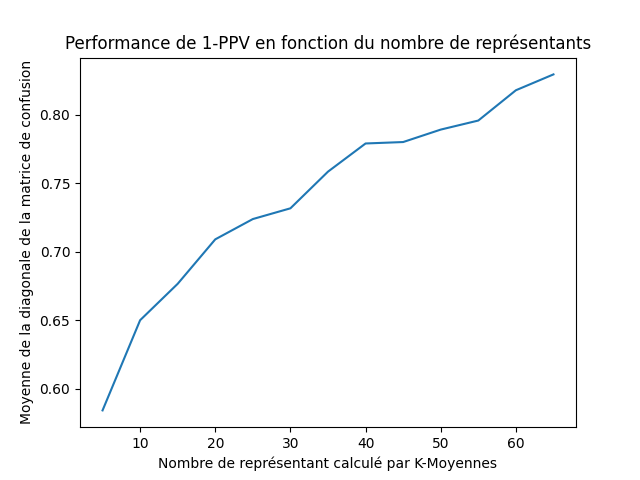 Performance de 1-PPV en fonction du nombre de représentants
Moyenne de la diagonale de la matrice de confusion
0.80
0.75
0.70
0.65
0.60
10 20 30 40 50 60
Nombre de représentant calculé par K-Moyennes